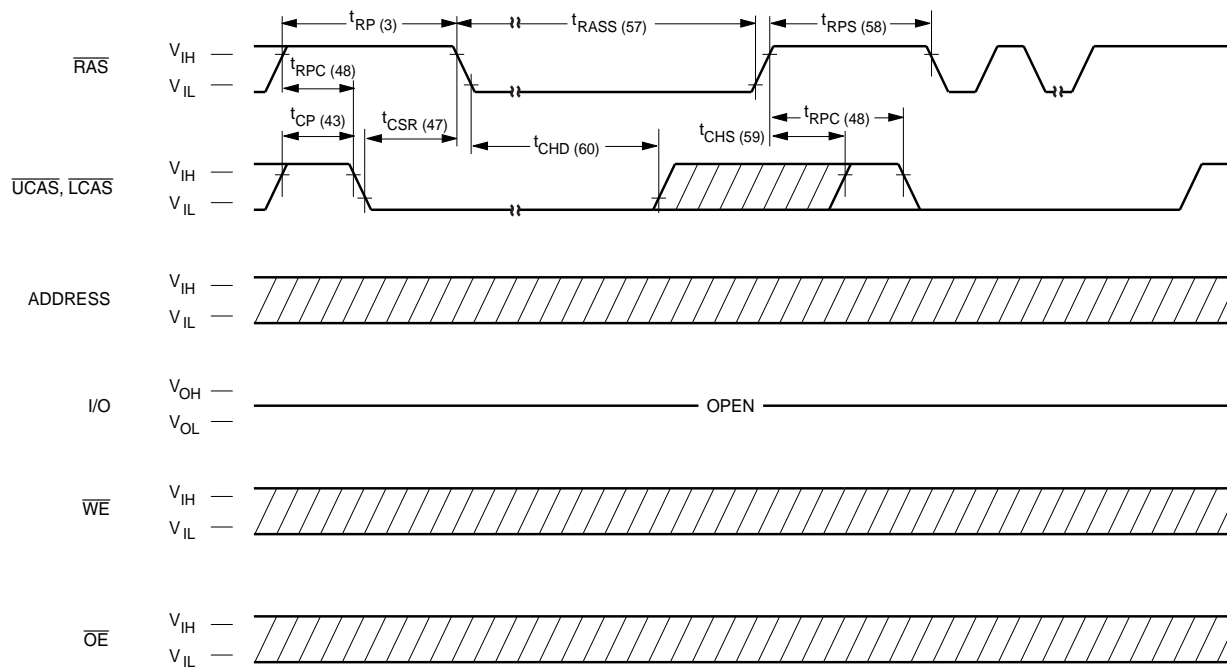 tRP (3)
tRASS (57)
tRPS (58)
RAS
VIH
VIL
tRPC (48)
tCP (43)
tCSR (47)
tCHD (60)
tCHS (59)
tRPC (48)
UCAS, LCAS
VIH
VIL
ADDRESS
VIH
VIL
I/O
VOH
VOL
OPEN
WE
VIH
VIL
OE
VIH
VIL